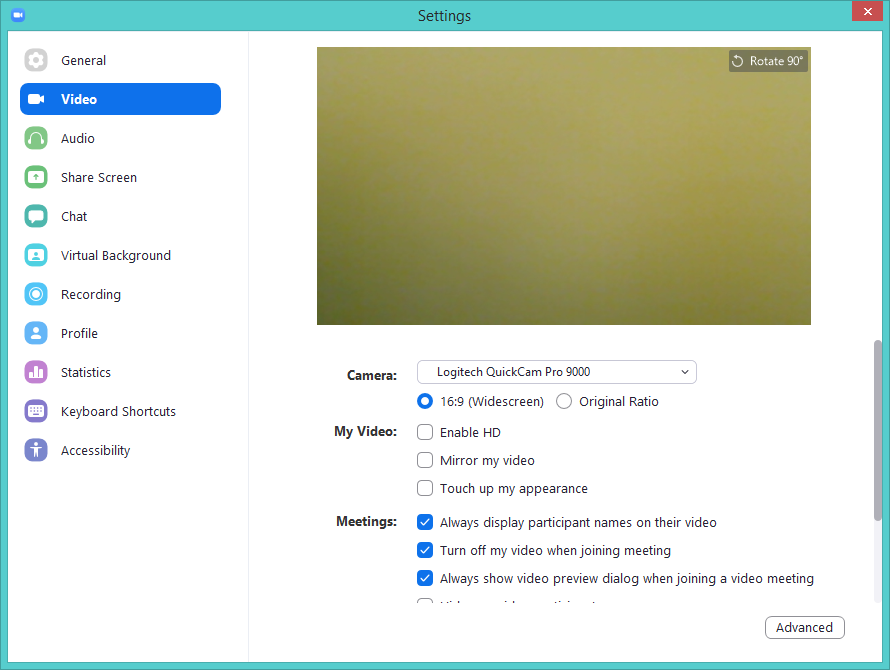 Settings
General
Video
Audio
Share Screen
Chat
Virtual Background
Recording
Profile
Statistics
Keyboard Shortcuts
Accessibility
Rotate 90°
Camera: Logitech QuickCam Pro 9000
16:9 (Widescreen) Original Ratio
My Video: Enable HD
Mirror my video
Touch up my appearance
Meetings: Always display participant names on their video
Turn off my video when joining meeting
Always show video preview dialog when joining a video meeting
Advanced